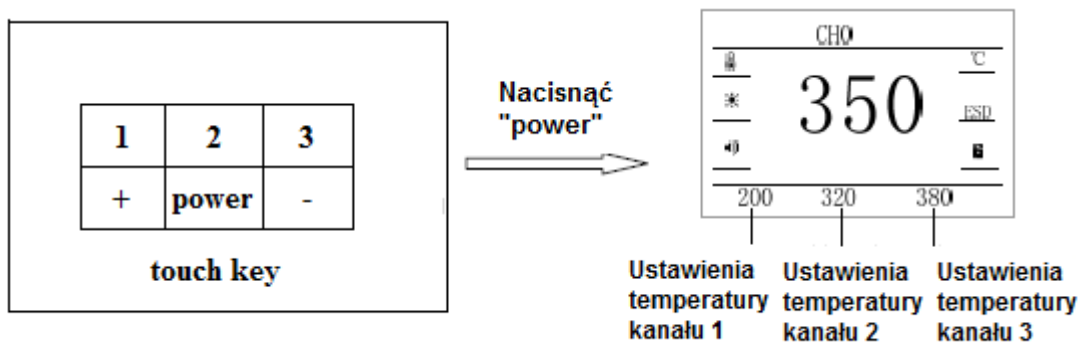 1 2 3
+ power -
touch key
Nacisnąć
"power"
CH0
℃
350
ESD
200 320 380
Ustawienia
temperatury
kanału 1
Ustawienia
temperatury
kanału 2
Ustawienia
temperatury
kanału 3